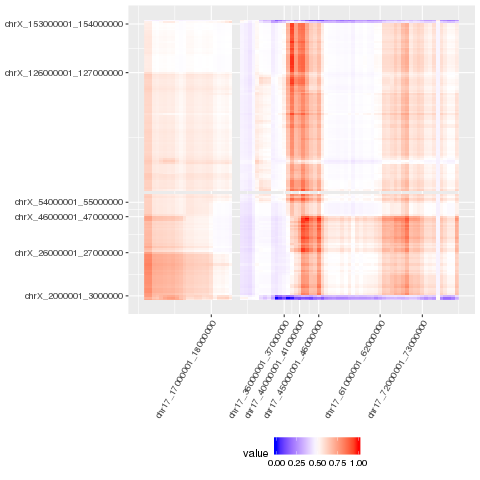 chrX_153000001_154000000
chrX_126000001_127000000
chrX_54000001_55000000
chrX_46000001_47000000
chrX_26000001_27000000
chrX_2000001_3000000
chr17_17000001_18000000
chr17_36000001_37000000
chr17_40000001_41000000
chr17_45000001_46000000
chr17_61000001_62000000
chr17_72000001_73000000
value
0.00 0.25 0.50 0.75 1.00